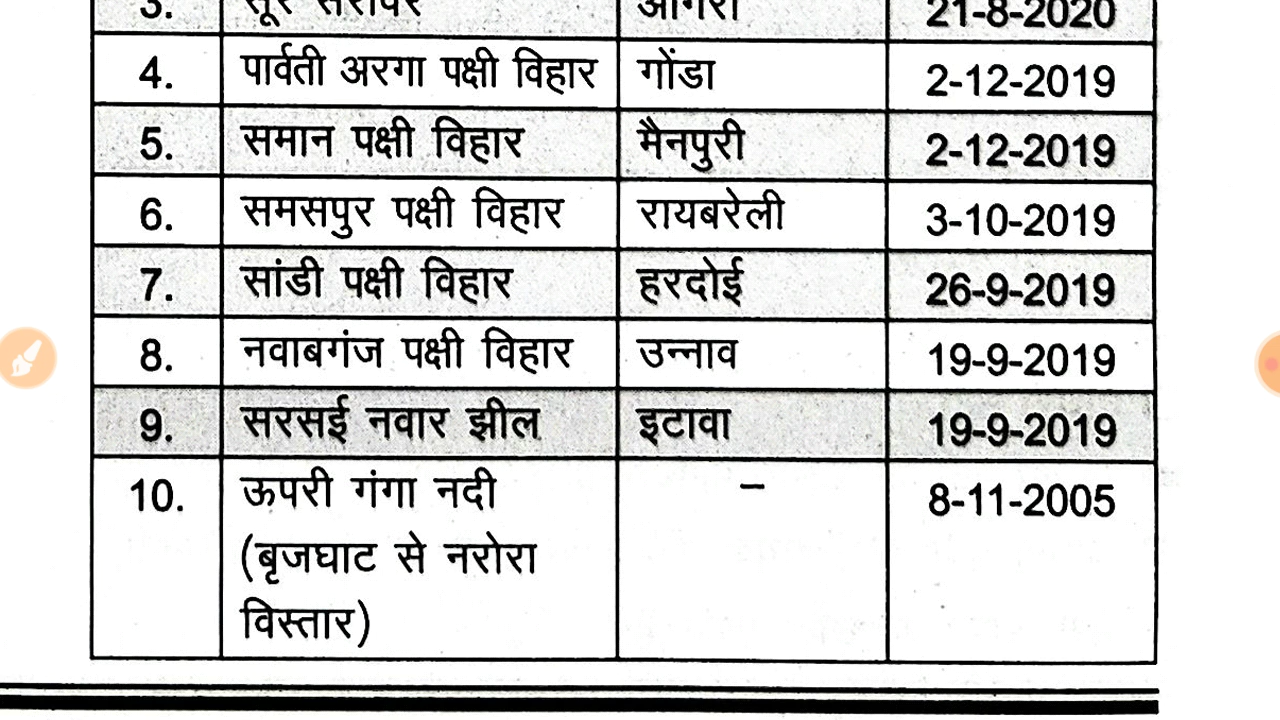 3. सूर सरोवर आगरा 21-8-2020
4. पार्वती अरगा पक्षी विहार गोंडा 2-12-2019
5. समान पक्षी विहार मैनपुरी 2-12-2019
6. समसपुर पक्षी विहार रायबरेली 3-10-2019
7. सांडी पक्षी विहार हरदोई 26-9-2019
8. नवाबगंज पक्षी विहार उन्नाव 19-9-2019
9. सरसई नवार झील इटावा 19-9-2019
10. ऊपरी गंगा नदी – 8-11-2005
(बृजघाट से नरोरा
विस्तार)